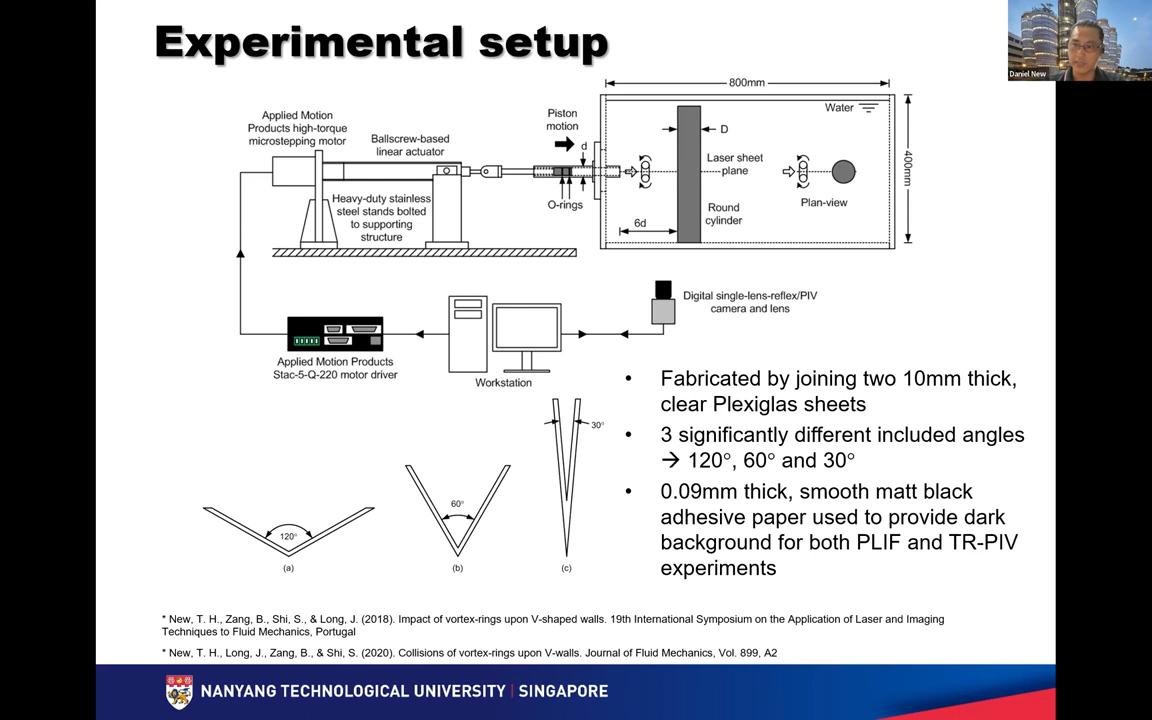 Experimental setup
Daniel New
800mm
Applied Motion
Products high-torque
microstepping motor
Ballscrew-based
linear actuator
Piston
motion
d
Water
D
Laser sheet
plane
400mm
Heavy-duty stainless
steel stands bolted
to supporting
structure
O-rings
Round
cylinder
Plan-view
6d
Digital single-lens-reflex/PIV
camera and lens
Applied Motion Products
Stac-5-Q-220 motor driver
Workstation
• Fabricated by joining two 10mm thick,
clear Plexiglas sheets
• 3 significantly different included angles
→ 120°, 60° and 30°
• 0.09mm thick, smooth matt black
adhesive paper used to provide dark
background for both PLIF and TR-PIV
experiments
30°
60°
120°
(a)
(b)
(c)
* New, T. H., Zang, B., Shi, S., & Long, J. (2018). Impact of vortex-rings upon V-shaped walls. 19th International Symposium on the Application of Laser and Imaging
Techniques to Fluid Mechanics, Portugal
* New, T. H., Long, J., Zang, B., & Shi, S. (2020). Collisions of vortex-rings upon V-walls. Journal of Fluid Mechanics, Vol. 899, A2
NANYANG TECHNOLOGICAL UNIVERSITY | SINGAPORE